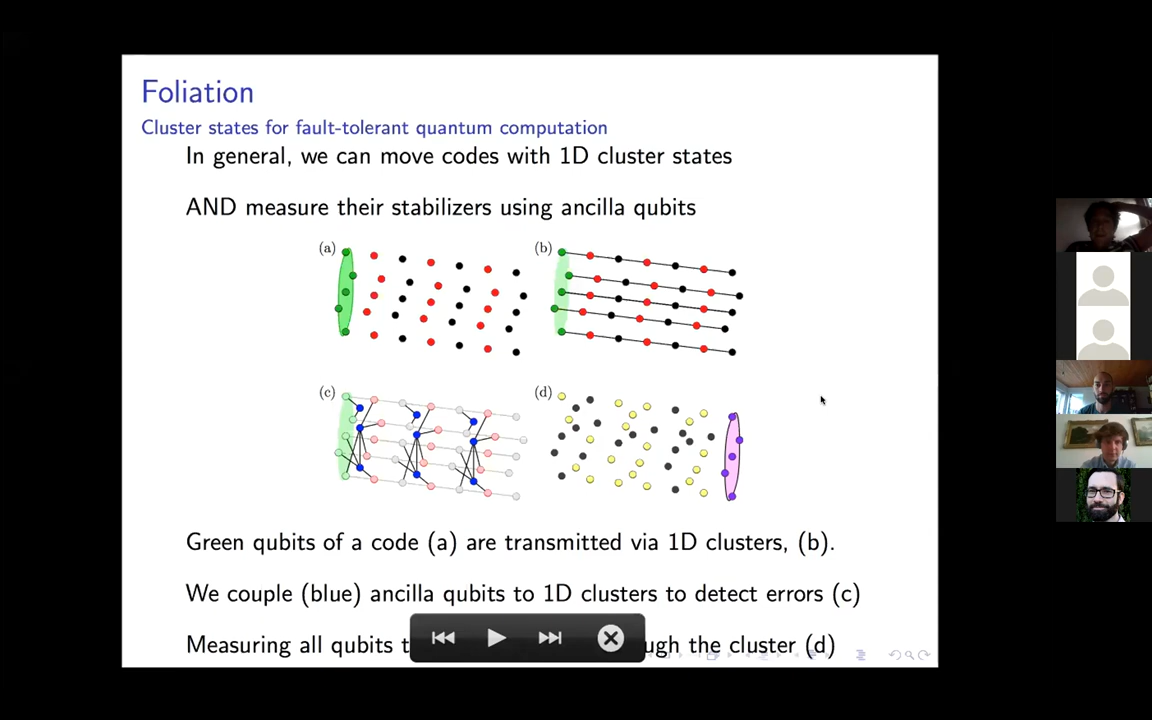 Foliation
Cluster states for fault-tolerant quantum computation
In general, we can move codes with 1D cluster states
AND measure their stabilizers using ancilla qubits
(a)
(b)
(c)
(d)
Green qubits of a code (a) are transmitted via 1D clusters, (b).
We couple (blue) ancilla qubits to 1D clusters to detect errors (c)
Measuring all qubits t ugh the cluster (d)